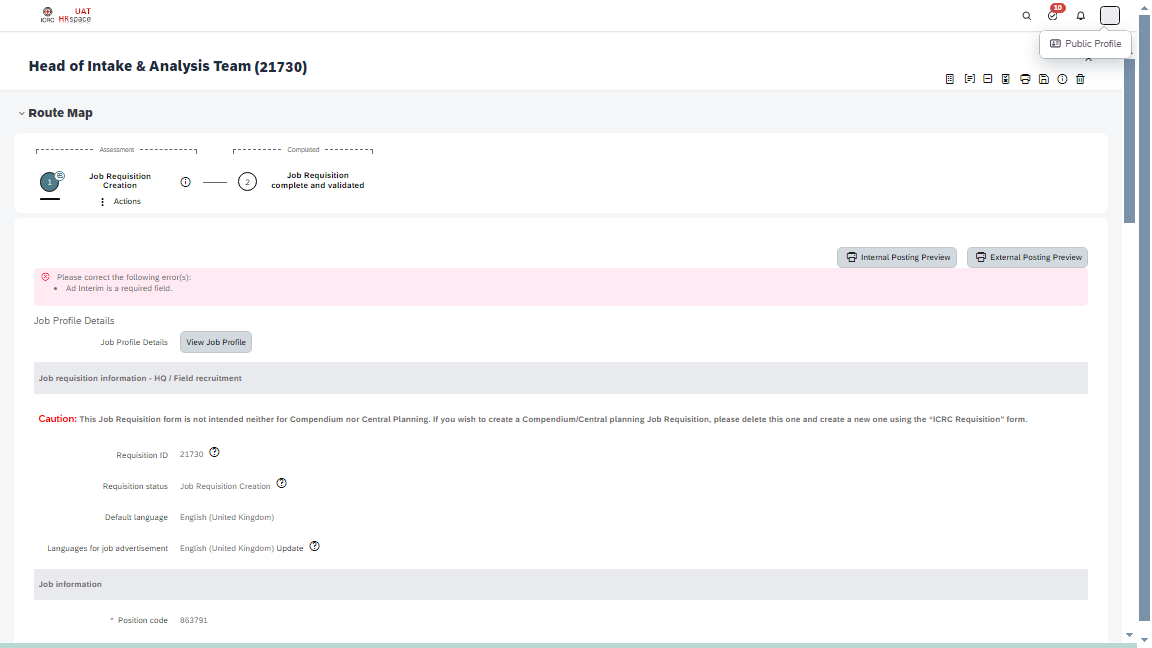 ICRC
UAT
HRspace
10
Public Profile
Head of Intake & Analysis Team (21730)
Route Map
Assessment
Completed
1
Job Requisition
Creation
2
Job Requisition
complete and validated
Actions
Internal Posting Preview
External Posting Preview
Please correct the following error(s):
• Ad Interim is a required field.
Job Profile Details
Job Profile Details
View Job Profile
Job requisition information - HQ / Field recruitment
Caution: This Job Requisition form is not intended neither for Compendium nor Central Planning. If you wish to create a Compendium/Central planning Job Requisition, please delete this one and create a new one using the “ICRC Requisition” form.
Requisition ID 21730
Requisition status Job Requisition Creation
Default language English (United Kingdom)
Languages for job advertisement English (United Kingdom) Update
Job information
* Position code 863791